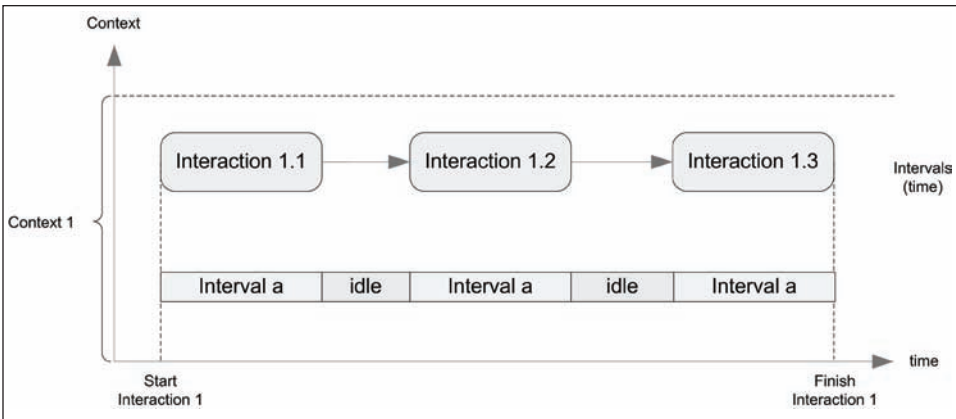 Context
Interaction 1.1
Interaction 1.2
Interaction 1.3
Intervals
(time)
Context 1
Interval a
idle
Interval a
idle
Interval a
time
Start
Interaction 1
Finish
Interaction 1